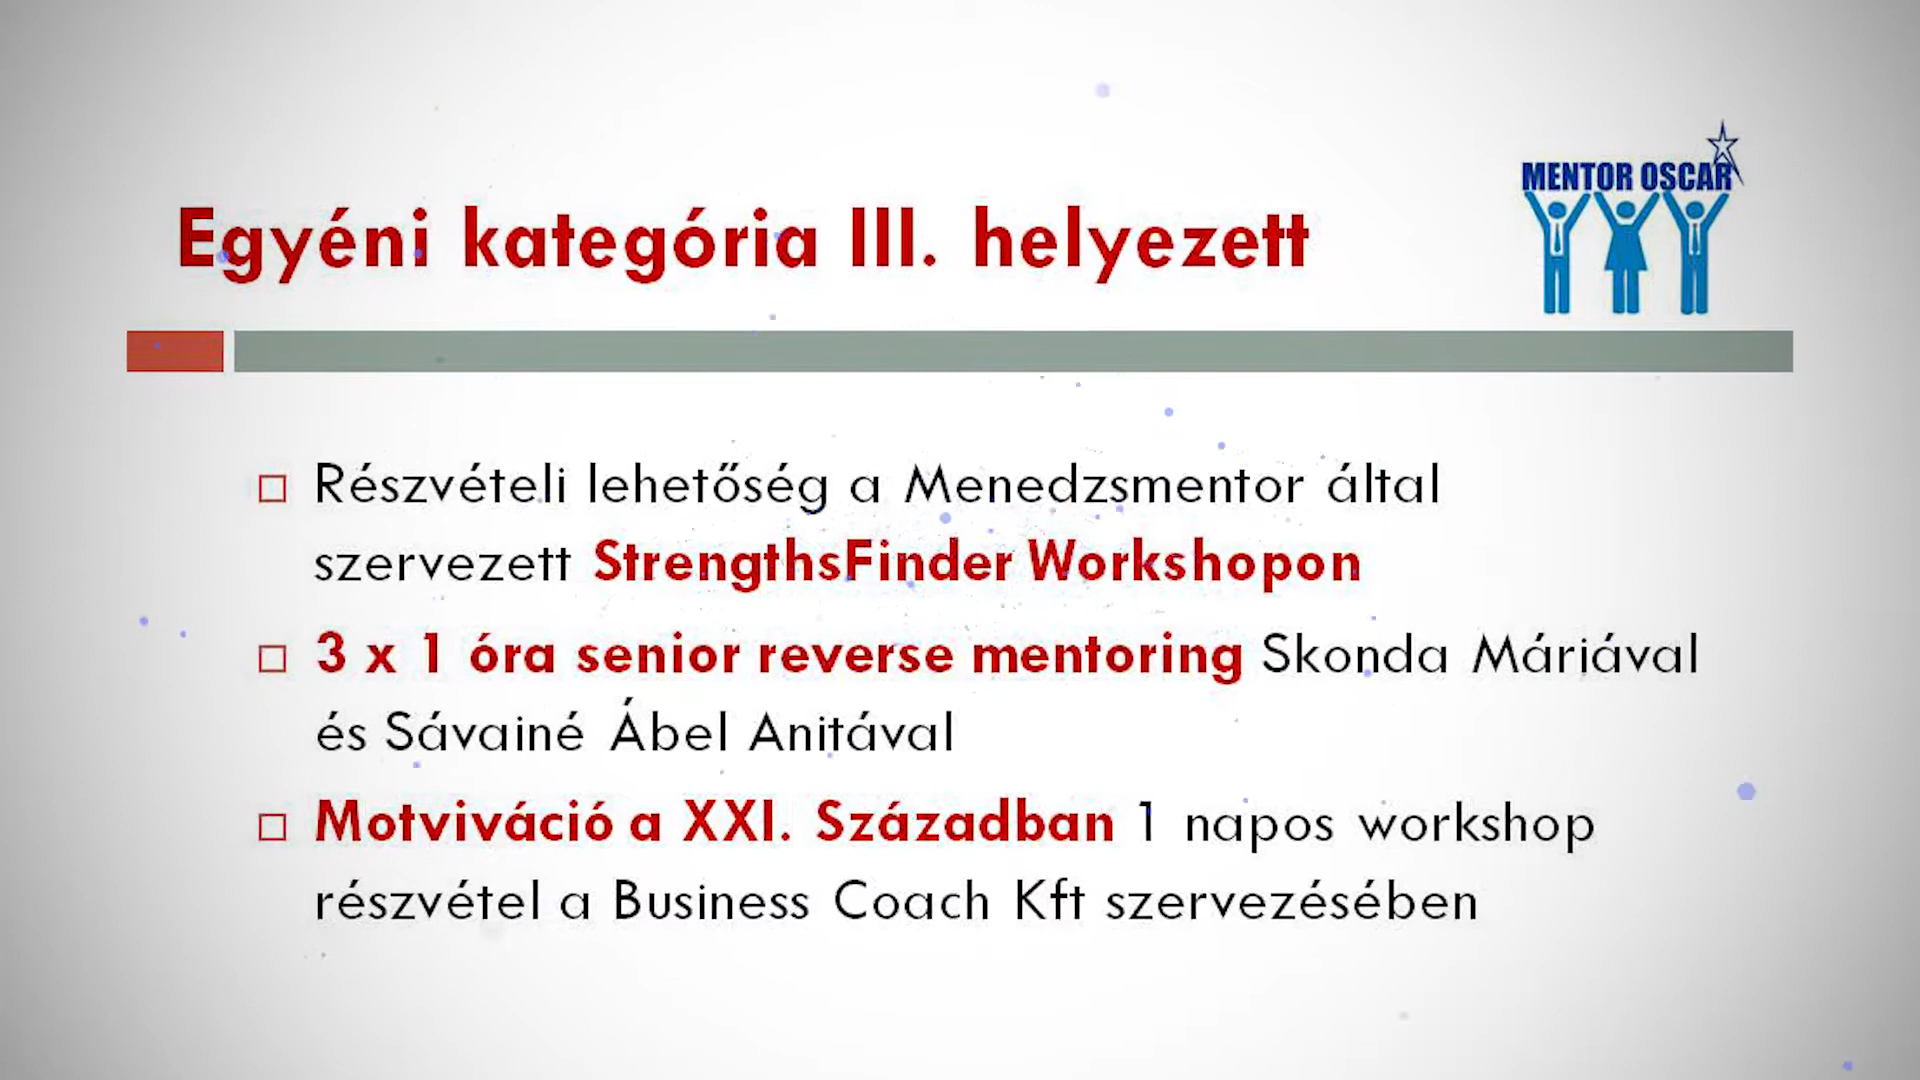 MENTOR OSCAR
Egyéni kategória III. helyezett
Részvételi lehetőség a Menedzsmentor által
szervezett StrengthsFinder Workshopon
3 x 1 óra senior reverse mentoring Skonda Máriával
és Sávainé Ábel Anitával
Motviváció a XXI. Században 1 napos workshop
részvétel a Business Coach Kft szervezésében